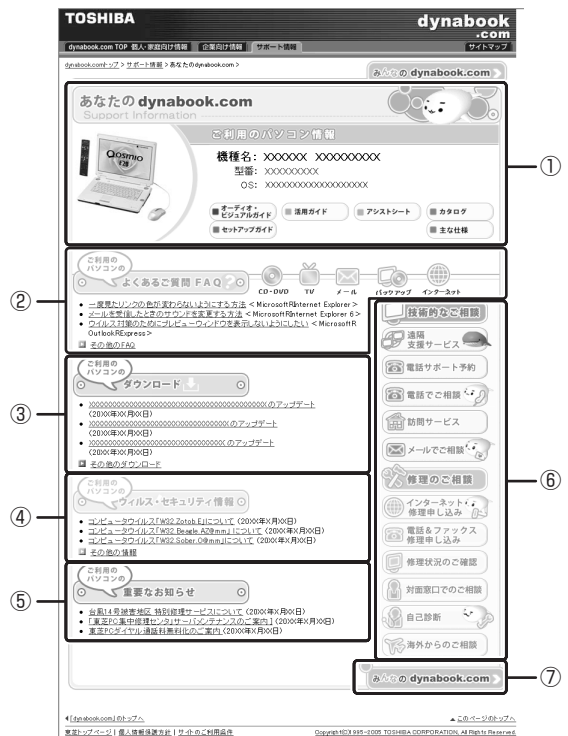 TOSHIBA
dynabook
.com
dynabook.com TOP 個人・家庭向け情報 企業向け情報 サポート情報 サイトマップ
dynabook.comトップ > サポート情報 > あなたのdynabook.com >
みんなの dynabook.com
あなたの dynabook.com
Support Information
ご利用のパソコン情報
Qosmio
F20
機種名: XXXXXX XXXXXXXXX
型番: XXXXXXXXX
OS: XXXXXXXXXXXXXXXXXX
オーディオ・ビジュアルガイド
活用ガイド
アシストシート
カタログ
セットアップガイド
主な仕様
①
ご利用の
パソコンの
よくあるご質問 FAQ
CD・DVD TV メール バックアップ インターネット
②
・一度見たリンクの色が変わらないようにする方法 < MicrosoftRInternet Explorer >
・メールを受信したときのサウンドを変更する方法 < MicrosoftRInternet Explorer 6 >
・ウイルス対策のためにプレビューウィンドウを表示しないようにしたい < MicrosoftR
OutlookRExpress >
その他のFAQ
ご利用の
パソコンの
ダウンロード
③
・XXXXXXXXXXXXXXXXXXXXXXXXXXXXXXXXXXXXのアップデート
(20XX年XX月XX日)
・XXXXXXXXXXXXXXXXXXXXXXXXXXXXのアップデート
(20XX年XX月XX日)
・XXXXXXXXXXXXXXXXXXXXXXXXXXXのアップデート
(20XX年XX月XX日)
その他のダウンロード
ご利用の
パソコンの
ウィルス・セキュリティ情報
④
・コンピュータウイルス「W32.Zotob.E」について (20XX年X月XX日)
・コンピュータウイルス「W32.Beagle.AZ@mm」について (20XX年X月XX日)
・コンピュータウイルス「W32.Sober.O@mm」について (20XX年X月XX日)
その他の情報
ご利用の
パソコンの
重要なお知らせ
⑤
・台風14号被害地区 特別修理サービスについて (20XX年X月XX日)
・「東芝PC集中修理センタ」サーバメンテナンスのご案内】 (20XX年X月XX日)
・東芝PCダイヤル通話料無料化のご案内 (20XX年X月XX日)
技術的なご相談
遠隔
支援サービス
電話サポート予約
電話でご相談
訪問サービス
メールでご相談
修理のご相談
インターネット・
修理申し込み
電話&ファックス
修理申し込み
修理状況のご確認
対面窓口でのご相談
自己診断
海外からのご相談
⑥
みんなの dynabook.com
⑦
「dynabook.com」のトップへ
このページのトップへ
東芝トップページ | 個人情報保護方針 | サイトのご利用条件
Copyright(C)1995-2005 TOSHIBA CORPORATION, All Rights Reserved.